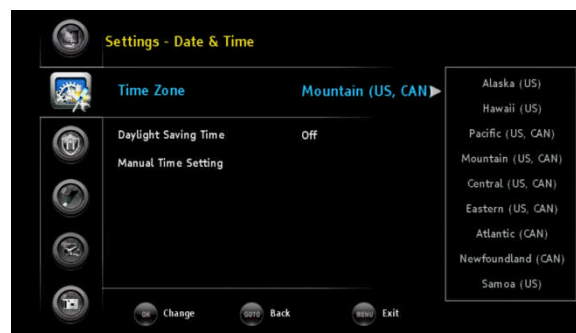 Settings - Date & Time
Time Zone Mountain (US, CAN)
Daylight Saving Time Off
Manual Time Setting
Alaska (US)
Hawaii (US)
Pacific (US, CAN)
Mountain (US, CAN)
Central (US, CAN)
Eastern (US, CAN)
Atlantic (CAN)
Newfoundland (CAN)
Samoa (US)
OK Change GOTO Back MENU Exit